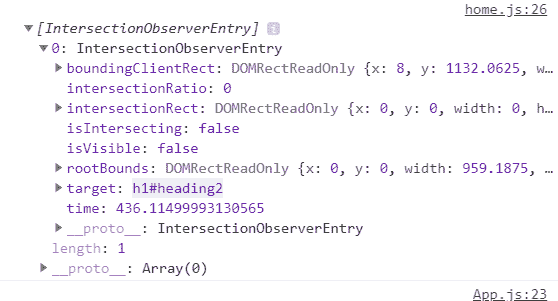 home.js:26
[IntersectionObserverEntry] i
0: IntersectionObserverEntry
boundingClientRect: DOMRectReadOnly {x: 8, y: 1132.0625, w…
intersectionRatio: 0
intersectionRect: DOMRectReadOnly {x: 0, y: 0, width: 0, h…
isIntersecting: false
isVisible: false
rootBounds: DOMRectReadOnly {x: 0, y: 0, width: 959.1875, …
target: h1#heading2
time: 436.11499993130565
__proto__: IntersectionObserverEntry
length: 1
__proto__: Array(0)
App.js:23